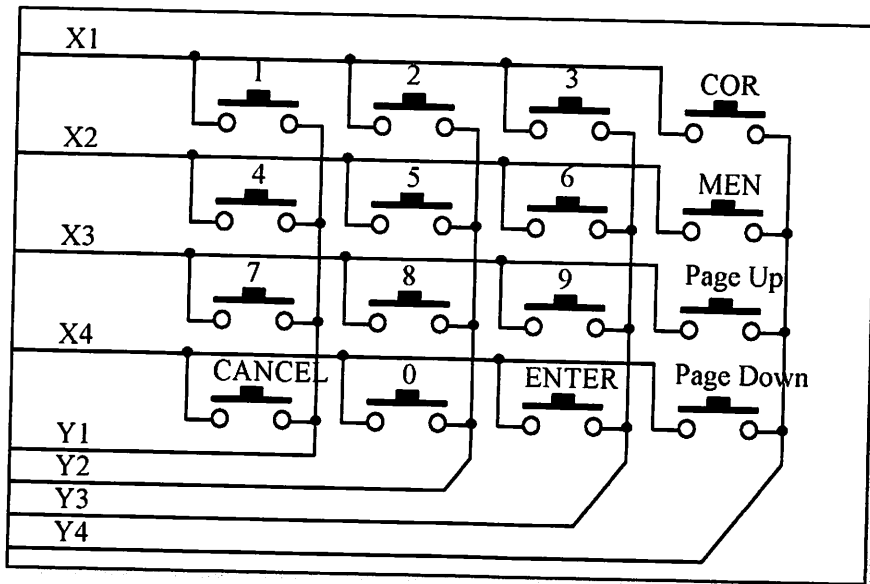 X1
1 2 3 COR
X2
4 5 6 MEN
X3
7 8 9 Page Up
X4
CANCEL 0 ENTER Page Down
Y1
Y2
Y3
Y4